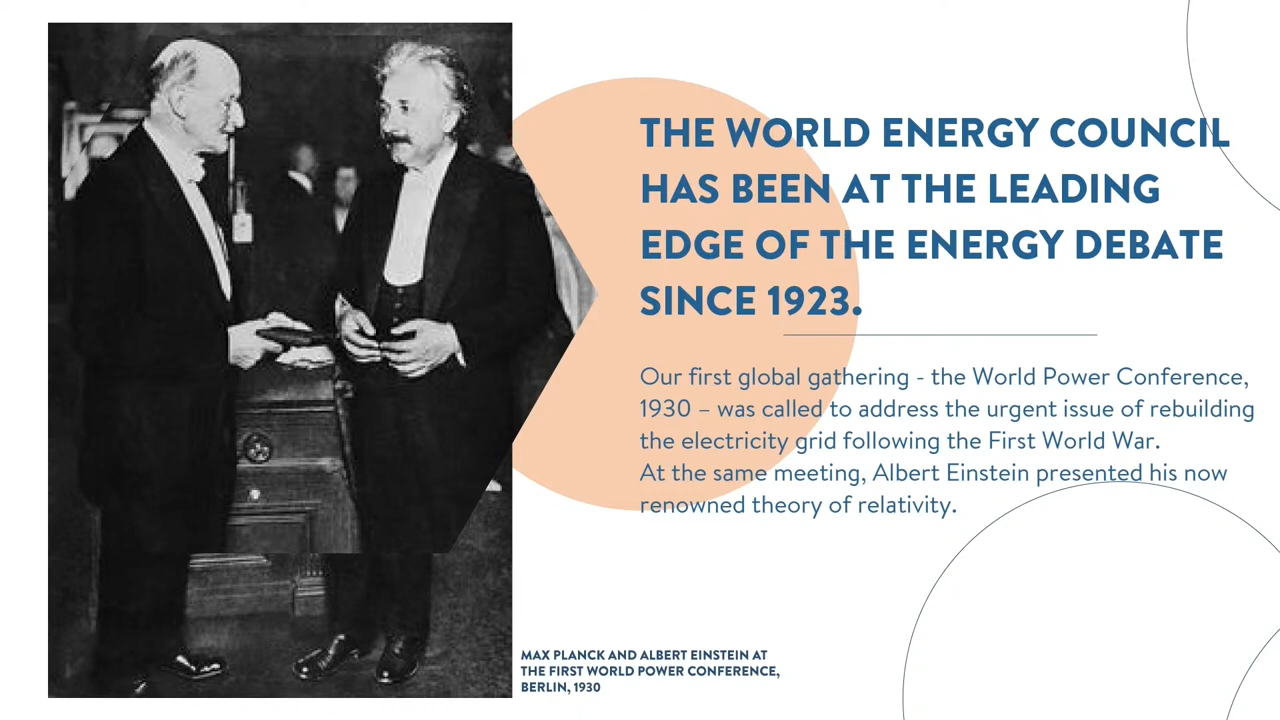 THE WORLD ENERGY COUNCIL
HAS BEEN AT THE LEADING
EDGE OF THE ENERGY DEBATE
SINCE 1923.
Our first global gathering - the World Power Conference,
1930 – was called to address the urgent issue of rebuilding
the electricity grid following the First World War.
At the same meeting, Albert Einstein presented his now
renowned theory of relativity.
MAX PLANCK AND ALBERT EINSTEIN AT
THE FIRST WORLD POWER CONFERENCE,
BERLIN, 1930